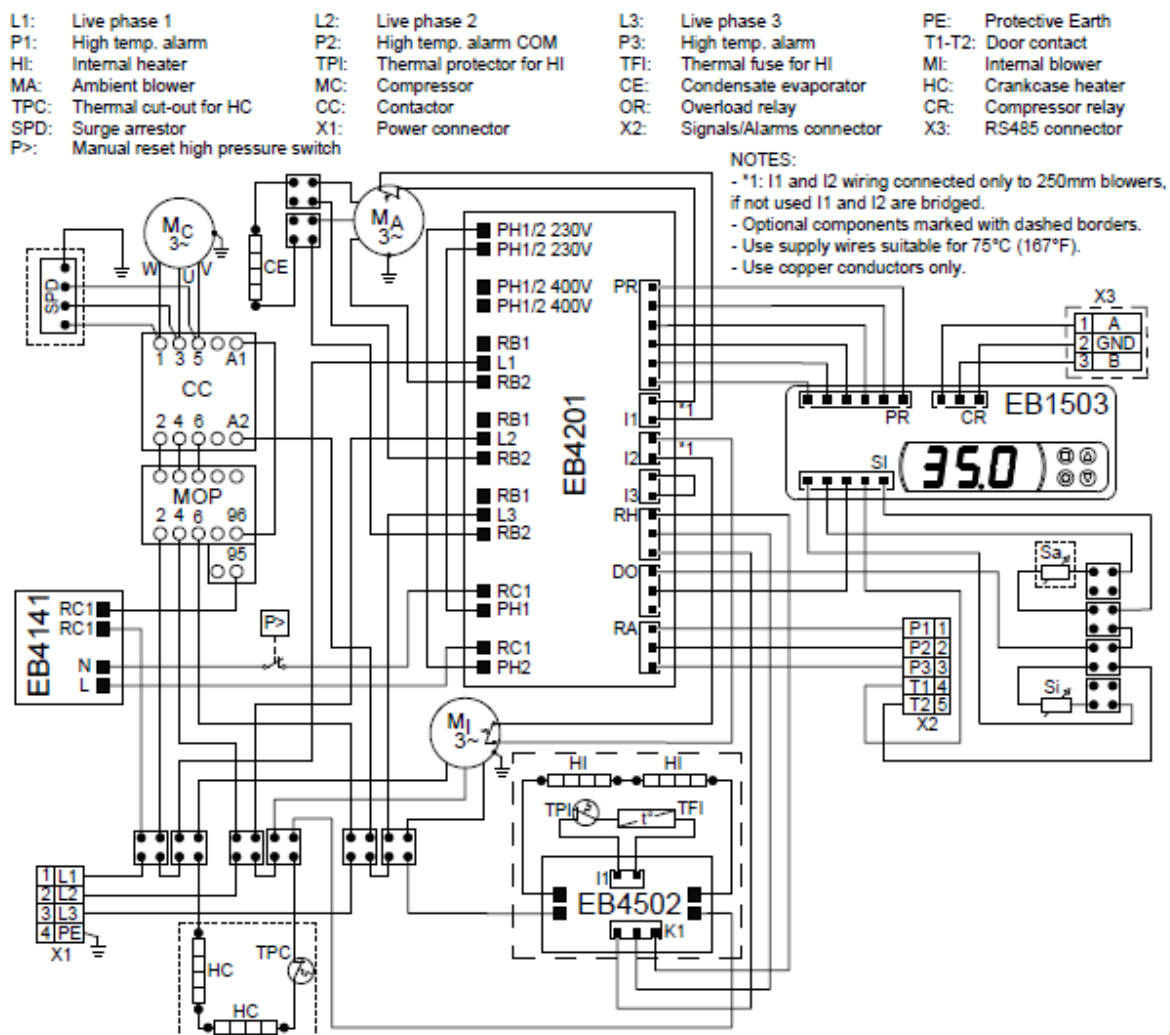 L1: Live phase 1 L2: Live phase 2 L3: Live phase 3 PE: Protective Earth
P1: High temp. alarm P2: High temp. alarm COM P3: High temp. alarm T1-T2: Door contact
HI: Internal heater TPI: Thermal protector for HI TFI: Thermal fuse for HI MI: Internal blower
MA: Ambient blower MC: Compressor CE: Condensate evaporator HC: Crankcase heater
TPC: Thermal cut-out for HC CC: Contactor OR: Overload relay CR: Compressor relay
SPD: Surge arrestor X1: Power connector X2: Signals/Alarms connector X3: RS485 connector
P>: Manual reset high pressure switch
NOTES:
- *1: I1 and I2 wiring connected only to 250mm blowers,
if not used I1 and I2 are bridged.
- Optional components marked with dashed borders.
- Use supply wires suitable for 75°C (167°F).
- Use copper conductors only.
MC
3~
W U V
SPD
CE
MA
3~
1 3 5 A1
CC
2 4 6 A2
MOP
2 4 6 96
95
EB4141
RC1
RC1
N
L
P>
PH1/2 230V
PH1/2 230V
PH1/2 400V
PH1/2 400V
RB1
L1
RB2
RB1
L2
RB2
RB1
L3
RB2
RC1
PH1
RC1
PH2
EB4201
PR
I1
*1
I2
*1
I3
RH
DO
RA
X3
1 A
2 GND
3 B
EB1503
PR
CR
SI
35.0
Sa
Si
P1 1
P2 2
P3 3
T1 4
T2 5
X2
MI
3~
HI
HI
TPI
t°
TFI
I1
EB4502
K1
1 L1
2 L2
3 L3
4 PE
X1
TPC
HC
HC